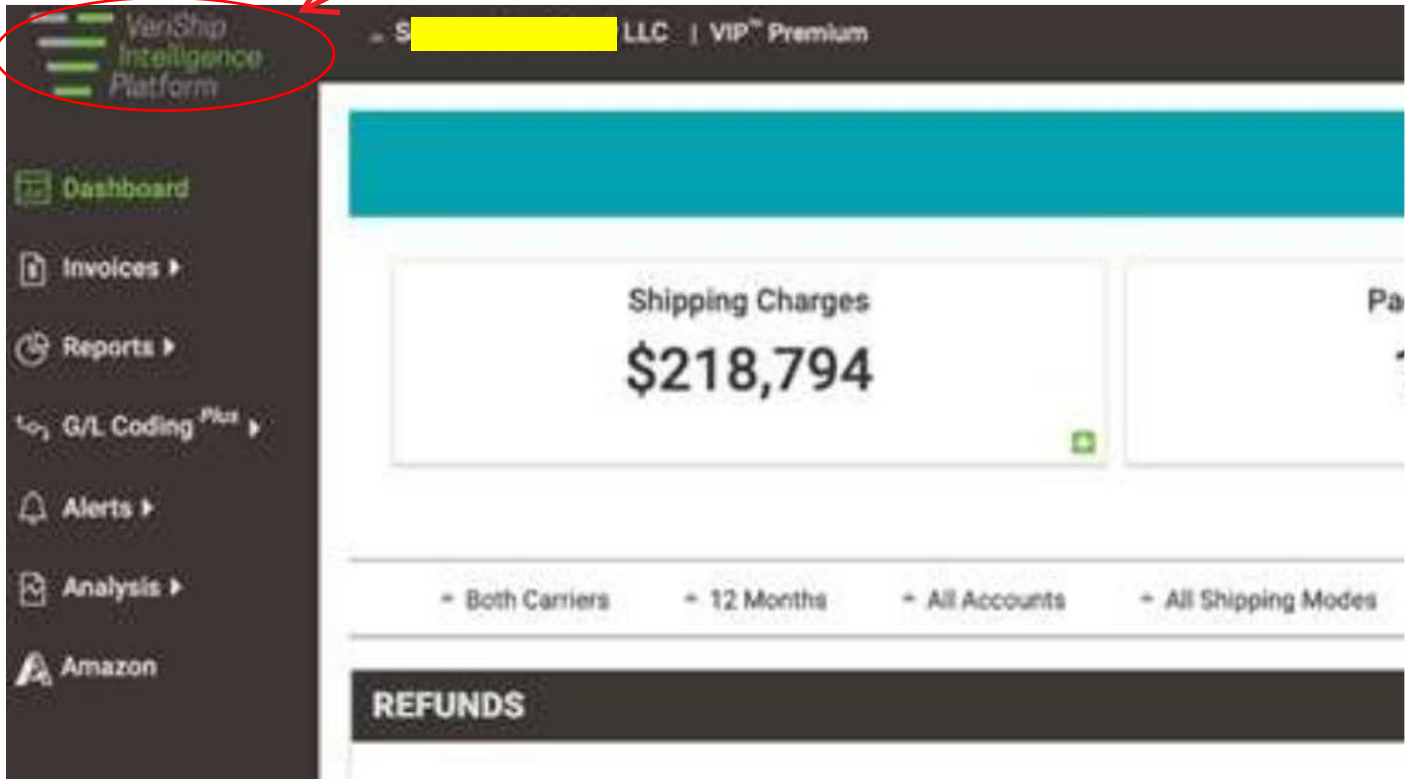 VeriShip
Intelligence
Platform
S LLC | VIP™ Premium
Dashboard
Invoices
Reports
G/L Coding Plus
Alerts
Analysis
Amazon
Shipping Charges
$218,794
Pa
Both Carriers 12 Months All Accounts All Shipping Modes
REFUNDS